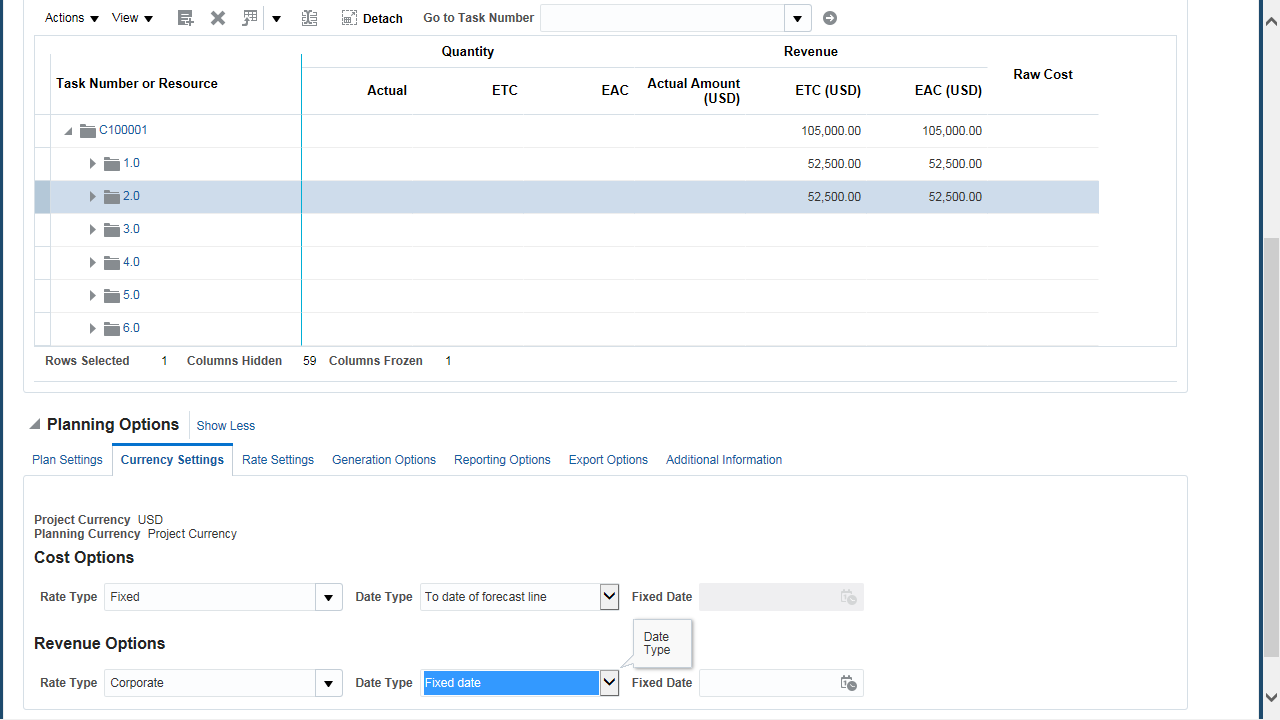 Actions View Detach Go to Task Number
Quantity Revenue
Task Number or Resource Actual ETC EAC Actual Amount (USD) ETC (USD) EAC (USD) Raw Cost
C100001 105,000.00 105,000.00
1.0 52,500.00 52,500.00
2.0 52,500.00 52,500.00
3.0
4.0
5.0
6.0
Rows Selected 1 Columns Hidden 59 Columns Frozen 1
Planning Options Show Less
Plan Settings Currency Settings Rate Settings Generation Options Reporting Options Export Options Additional Information
Project Currency USD
Planning Currency Project Currency
Cost Options
Rate Type Fixed Date Type To date of forecast line Fixed Date
Revenue Options
Date
Type
Rate Type Corporate Date Type Fixed date Fixed Date